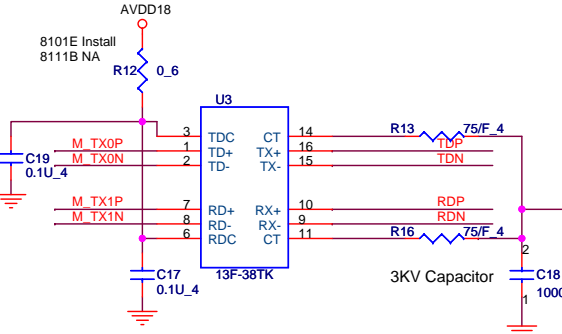 AVDD18
8101E Install
8111B NA
R12 0_6
U3
3 TDC CT 14 R13 75/F_4
M_TX0P 1 TD+ TX+ 16 TDP
M_TX0N 2 TD- TX- 15 TDN
C19
0.1U_4
M_TX1P 7 RD+ RX+ 10 RDP
M_TX1N 8 RD- RX- 9 RDN
6 RDC CT 11 R16 75/F_4
13F-38TK
2
C17
0.1U_4
3KV Capacitor
C18
1